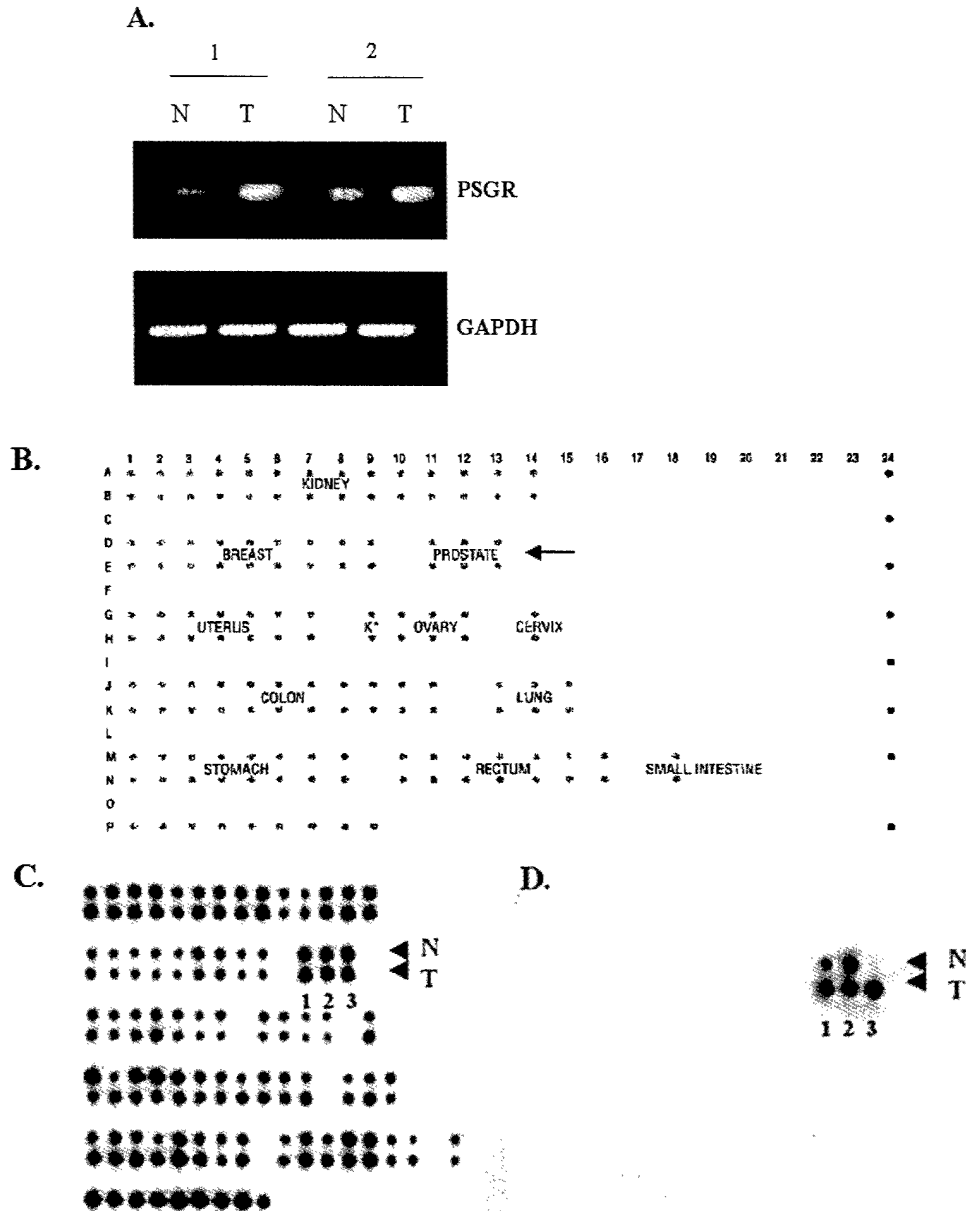 A.
1 2
N T N T
PSGR
GAPDH
B.
1 2 3 4 5 6 7 8 9 10 11 12 13 14 15 16 17 18 19 20 21 22 23 24
A
KIDNEY
B
C
D
BREAST PROSTATE
E
F
G
UTERUS K* OVARY CERVIX
H
I
J
COLON LUNG
K
L
M
STOMACH RECTUM SMALL INTESTINE
N
O
P
C.
N
T
1 2 3
D.
N
T
1 2 3